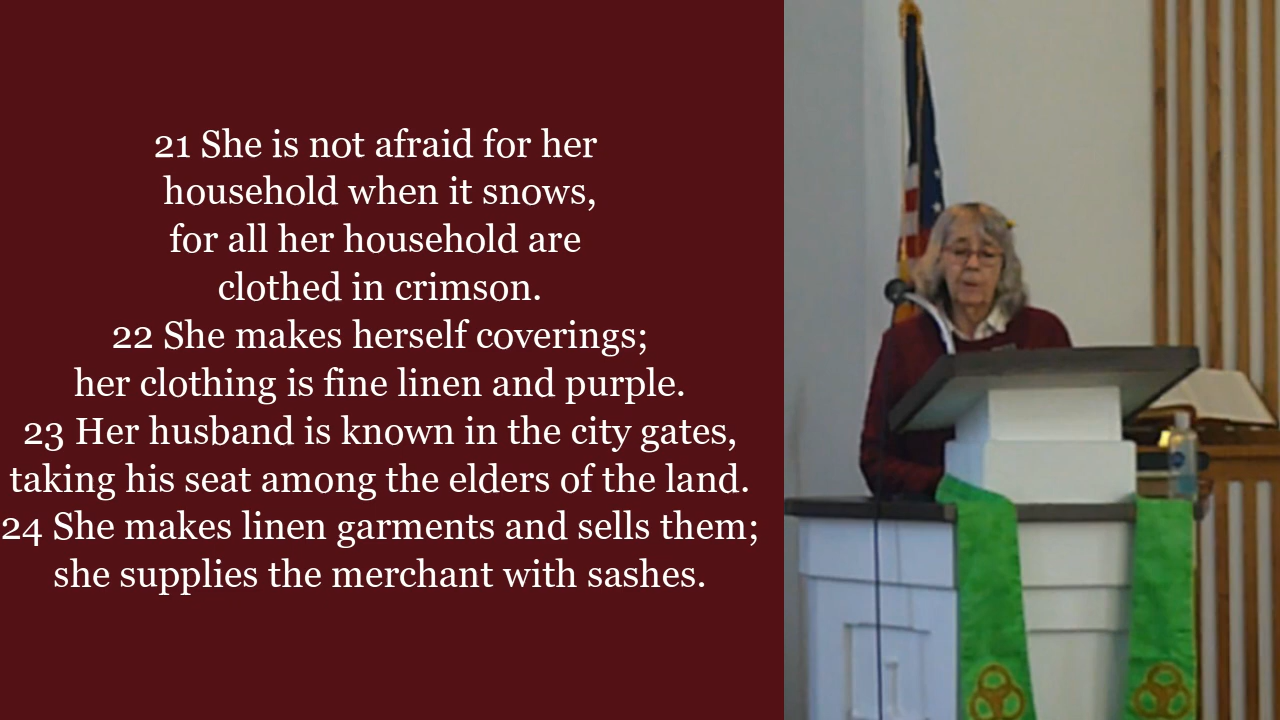 21 She is not afraid for her
household when it snows,
for all her household are
clothed in crimson.
22 She makes herself coverings;
her clothing is fine linen and purple.
23 Her husband is known in the city gates,
taking his seat among the elders of the land.
24 She makes linen garments and sells them;
she supplies the merchant with sashes.